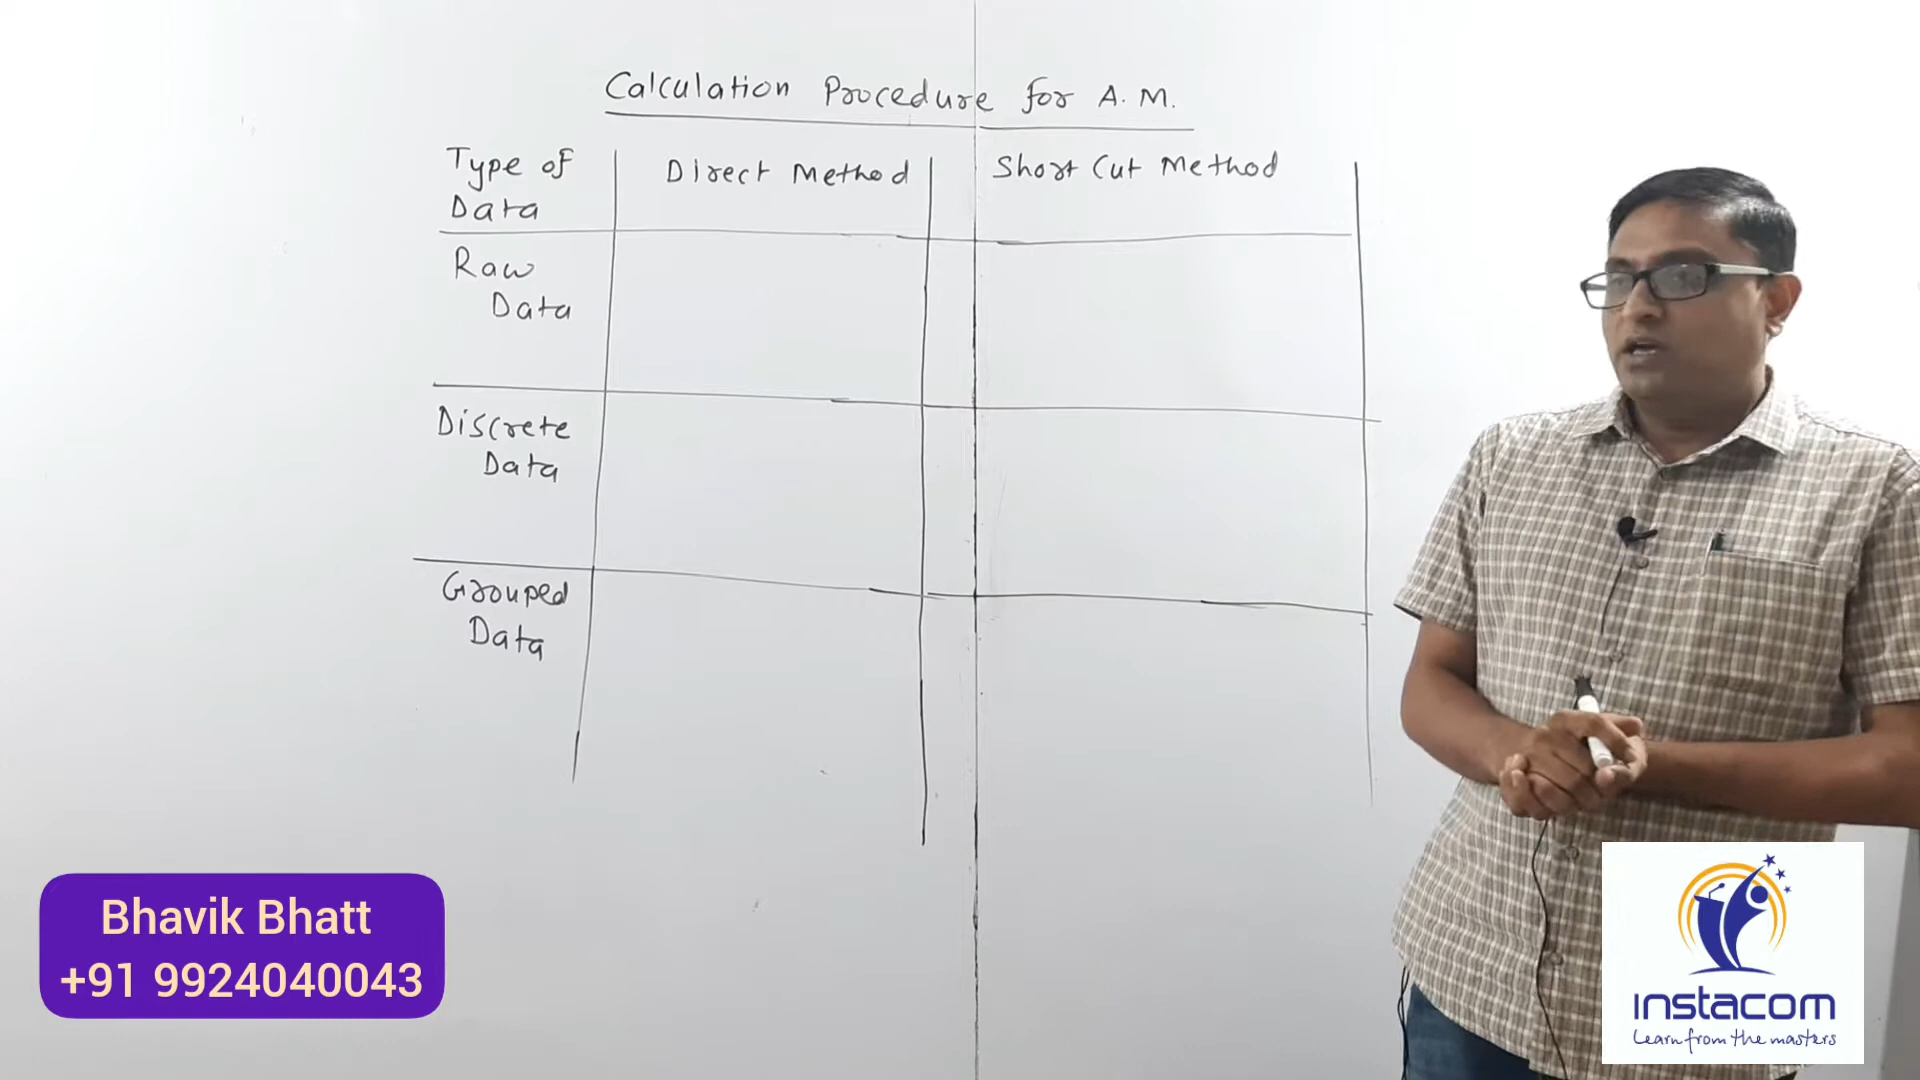 Calculation Procedure for A.M.
Type of Data
Direct Method
Short Cut Method
Raw
Data
Discrete
Data
Grouped
Data
Bhavik Bhatt
+91 9924040043
instacom
Learn from the masters